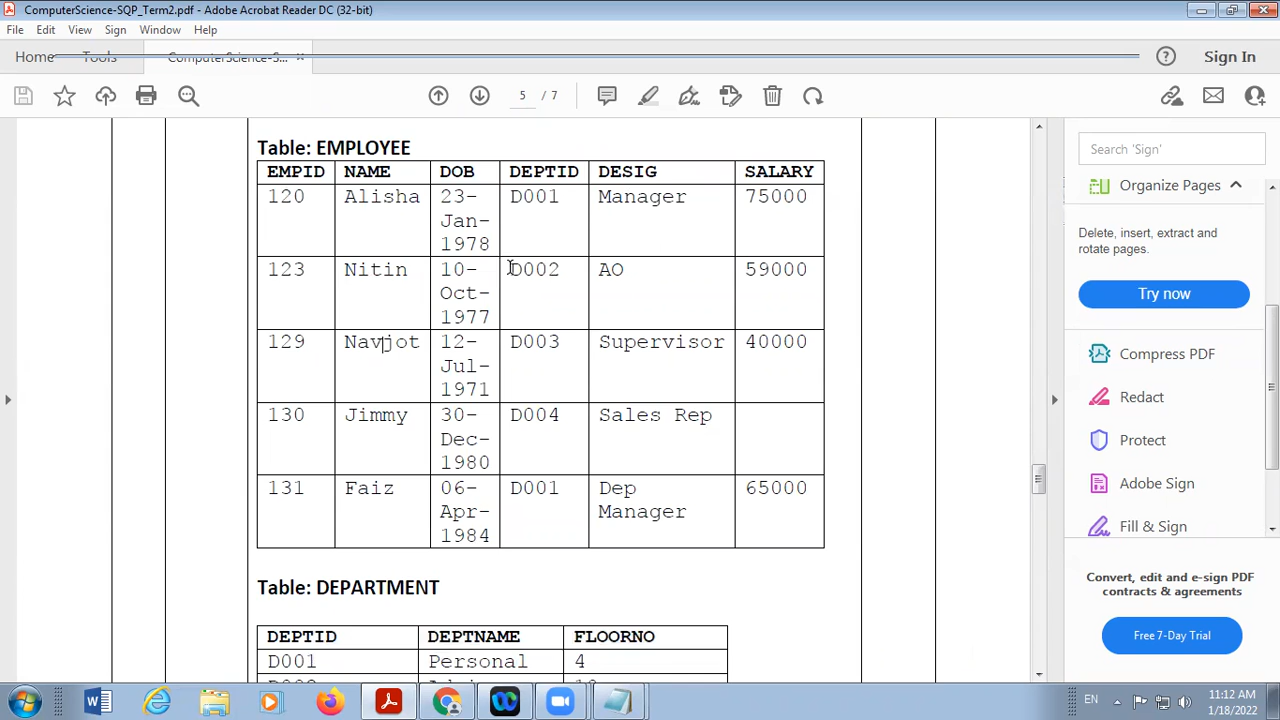 ComputerScience-SQP_Term2.pdf - Adobe Acrobat Reader DC (32-bit)
File Edit View Sign Window Help
Home Tools ComputerScience-S... ×
? Sign In
5 / 7
Search 'Sign'
Table: EMPLOYEE
EMPID NAME DOB DEPTID DESIG SALARY
120 Alisha 23-Jan-1978 D001 Manager 75000
123 Nitin 10-Oct-1977 D002 AO 59000
129 Navjot 12-Jul-1971 D003 Supervisor 40000
130 Jimmy 30-Dec-1980 D004 Sales Rep
131 Faiz 06-Apr-1984 D001 Dep Manager 65000
Table: DEPARTMENT
DEPTID DEPTNAME FLOORNO
D001 Personal 4
Organize Pages
Delete, insert, extract and
rotate pages.
Try now
Compress PDF
Redact
Protect
Adobe Sign
Fill & Sign
Convert, edit and e-sign PDF
contracts & agreements
Free 7-Day Trial
EN
11:12 AM
1/18/2022